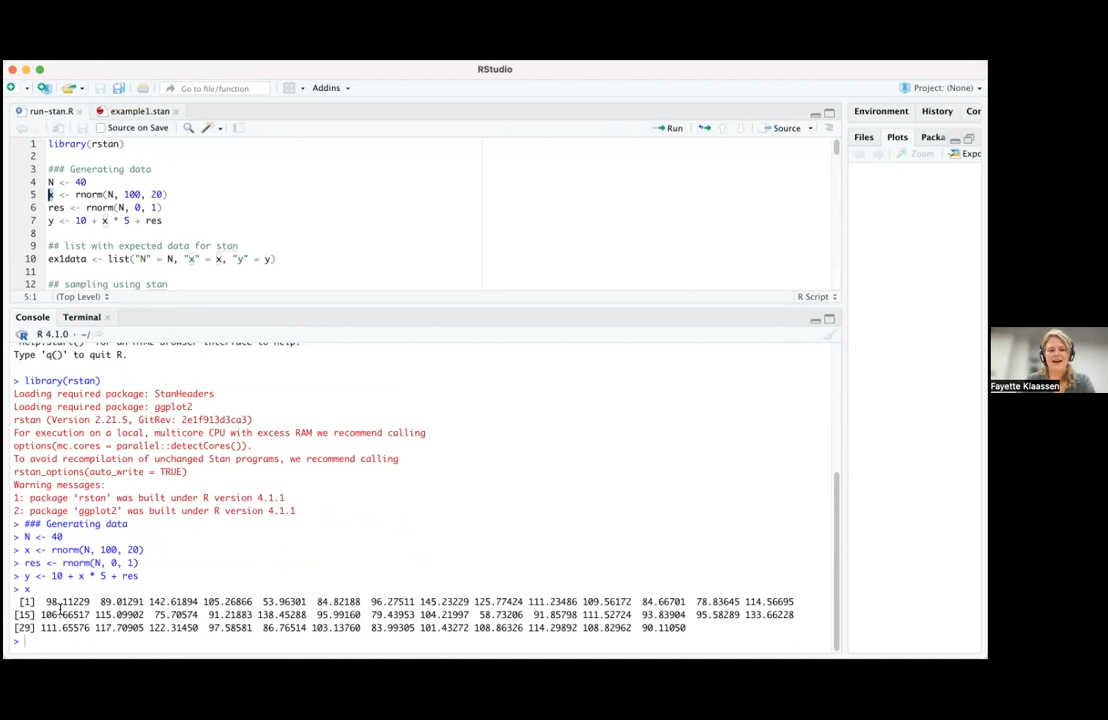 RStudio
Go to file/function
Addins
Project: (None)
run-stan.R
example1.stan
Environment
History
Con
Source on Save
Run
Source
Files
Plots
Packa
Zoom
Expo
1 library(rstan)
2
3 ### Generating data
4 N <- 40
5 x <- rnorm(N, 100, 20)
6 res <- rnorm(N, 0, 1)
7 y <- 10 + x * 5 + res
8
9 ## list with expected data for stan
10 ex1data <- list("N" = N, "x" = x, "y" = y)
11
12 ## sampling using stan
5:1
(Top Level)
R Script
Console
Terminal
R 4.1.0 · ~/
Type 'q()' to quit R.
> library(rstan)
Loading required package: StanHeaders
Loading required package: ggplot2
rstan (Version 2.21.5, GitRev: 2e1f913d3ca3)
For execution on a local, multicore CPU with excess RAM we recommend calling
options(mc.cores = parallel::detectCores()).
To avoid recompilation of unchanged Stan programs, we recommend calling
rstan_options(auto_write = TRUE)
Warning messages:
1: package ‘rstan’ was built under R version 4.1.1
2: package ‘ggplot2’ was built under R version 4.1.1
> ### Generating data
> N <- 40
> x <- rnorm(N, 100, 20)
> res <- rnorm(N, 0, 1)
> y <- 10 + x * 5 + res
> x
[1] 98.11229 89.01291 142.61894 105.26866 53.96301 84.82188 96.27511 145.23229 125.77424 111.23486 109.56172 84.66701 78.83645 114.56695
[15] 106.66517 115.09902 75.70574 91.21883 138.45288 95.99160 79.43953 104.21997 58.73206 91.85798 111.52724 93.83904 95.58289 133.66228
[29] 111.65576 117.70905 122.31450 97.58581 86.76514 103.13760 83.99305 101.43272 108.86326 114.29892 108.82962 90.11050
>
Fayette Klaassen